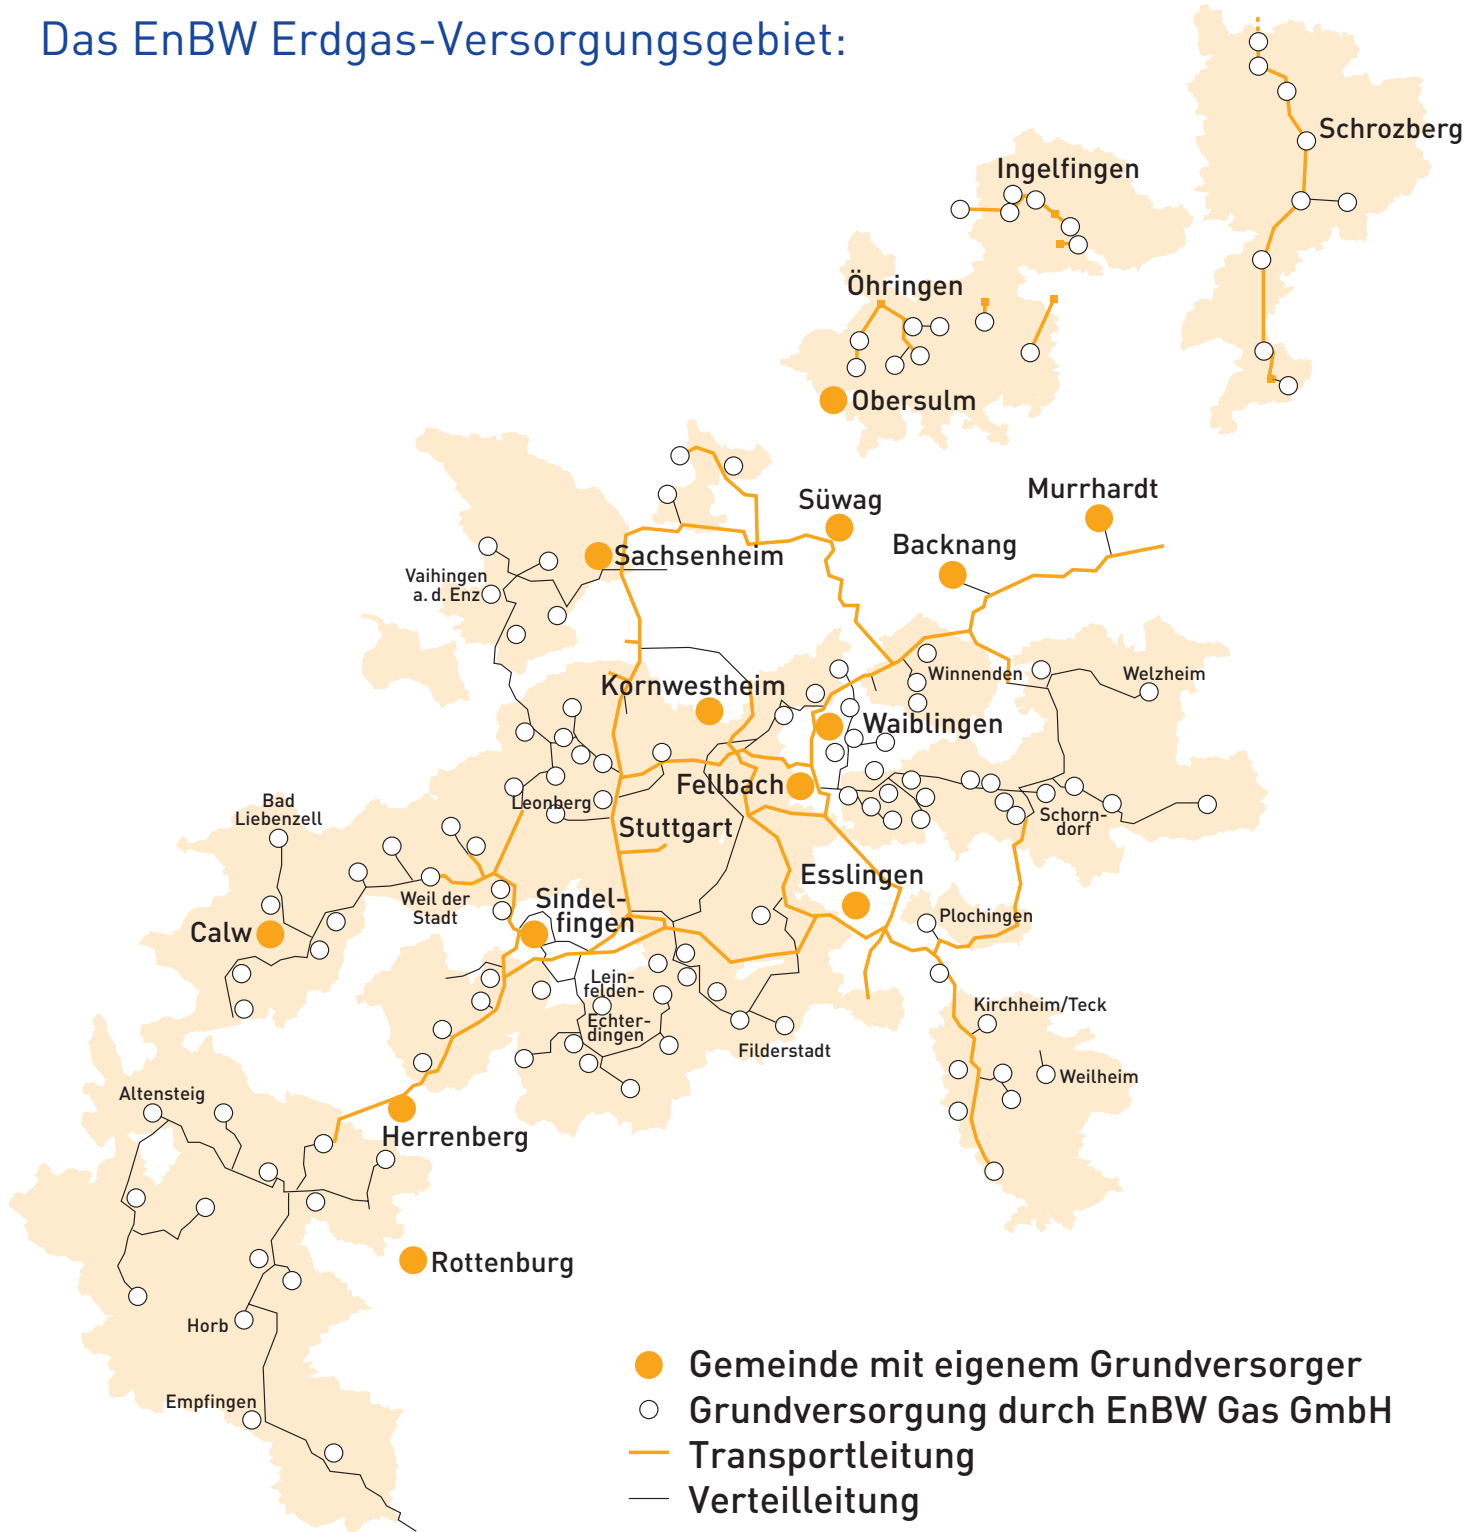 Das EnBW Erdgas-Versorgungsgebiet:
Schrozberg
Ingelfingen
Öhringen
Obersulm
Murrhardt
Süwag
Backnang
Sachsenheim
Vaihingen
a. d. Enz
Winnenden
Welzheim
Kornwestheim
Waiblingen
Fellbach
Leonberg
Bad
Liebenzell
Schorn-
dorf
Stuttgart
Esslingen
Weil der
Stadt
Sindel-
fingen
Plochingen
Calw
Lein-
felden-
Echter-
dingen
Kirchheim/Teck
Filderstadt
Weilheim
Altensteig
Herrenberg
Rottenburg
Horb
Empfingen
Gemeinde mit eigenem Grundversorger
Grundversorgung durch EnBW Gas GmbH
Transportleitung
Verteilleitung